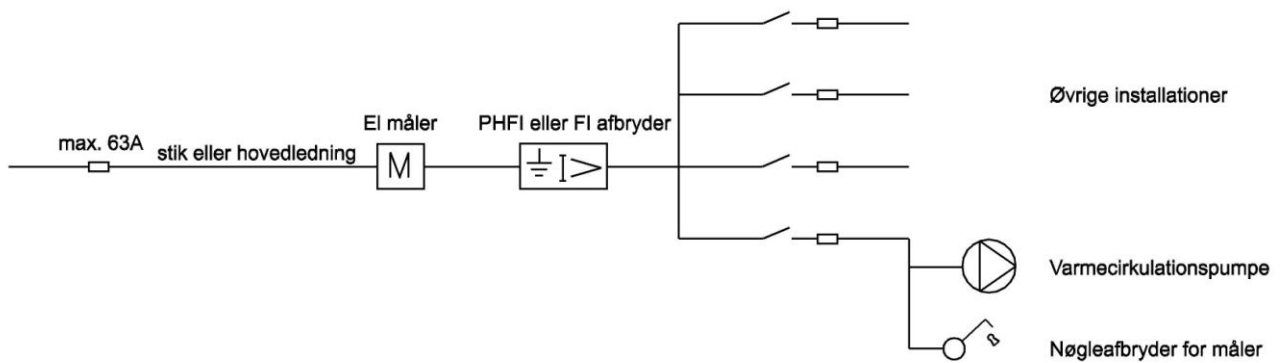 Øvrige installationer
El måler
PHFI eller FI afbryder
max. 63A
stik eller hovedledning
M
Varmecirkulationspumpe
Nøgleafbryder for måler